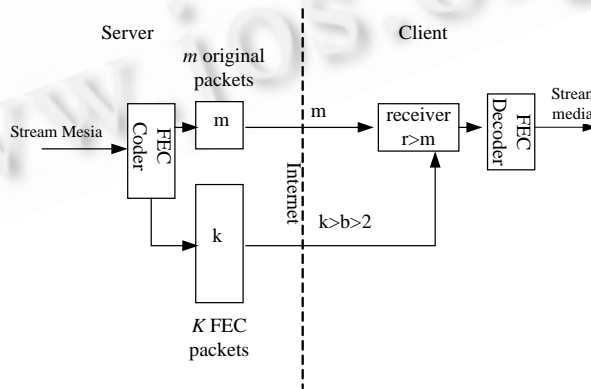 Server
Client
m original
packets
Stream
media
Stream Mesia
FEC
Coder
m
m
receiver
r>m
FEC
Decoder
Internet
k
k>b>2
K FEC
packets